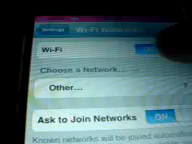 Settings
Wi-Fi Networks
Wi-Fi
Choose a Network...
Other...
Ask to Join Networks
ON
Known networks will be joined